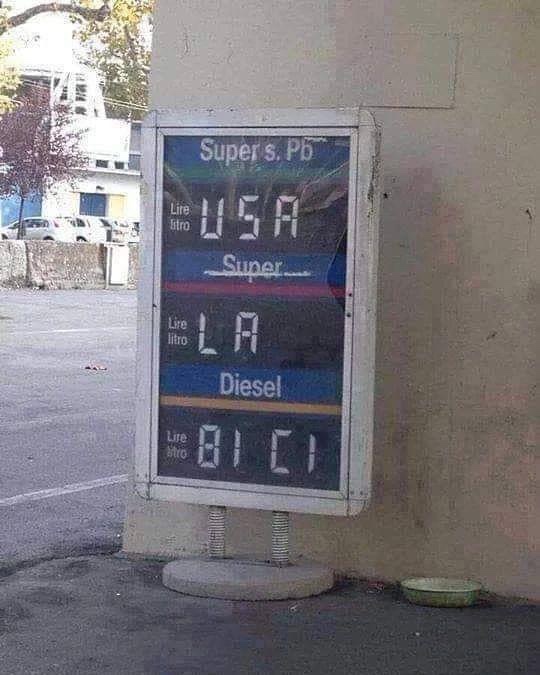 Super s. Pb
Lire
litro
USA
Super
Lire
litro
LA
Diesel
Lire
litro
BICI